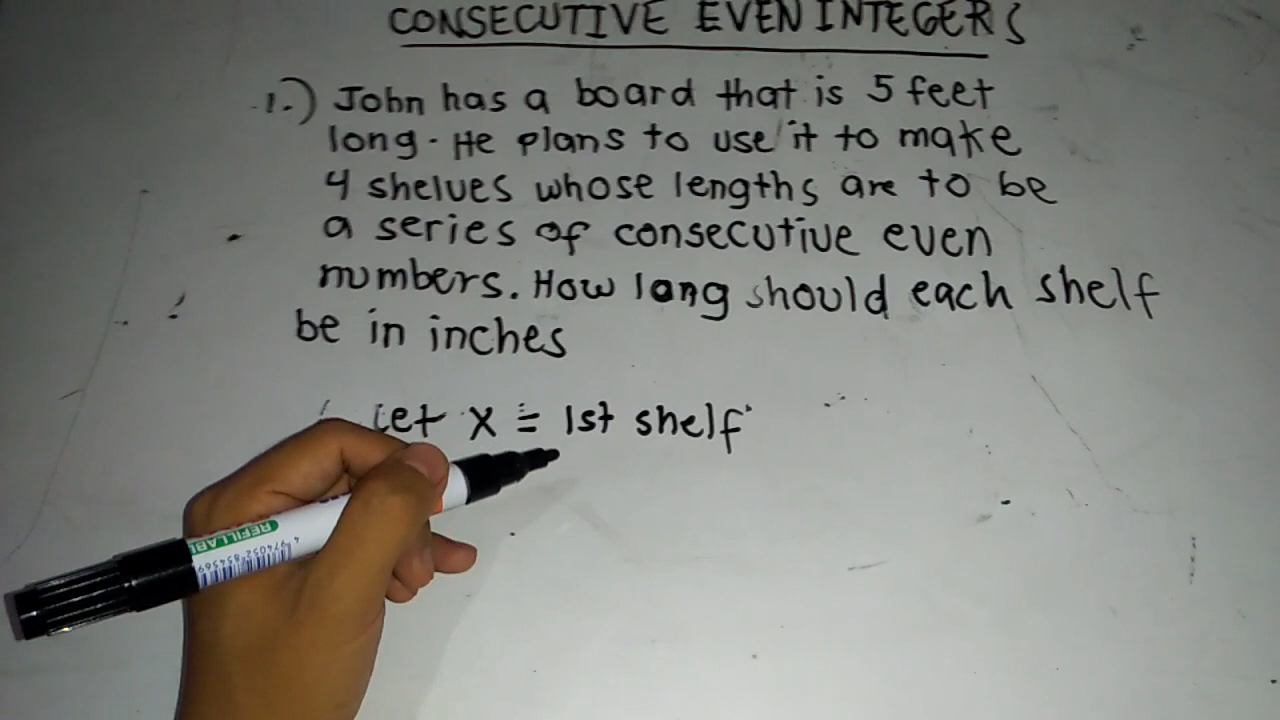 CONSECUTIVE EVEN INTEGERS
1.) John has a board that is 5 feet
long. He plans to use it to make
4 shelves whose lengths are to be
a series of consecutive even
numbers. How long should each shelf
be in inches
Let x = 1st shelf
REFILLABL